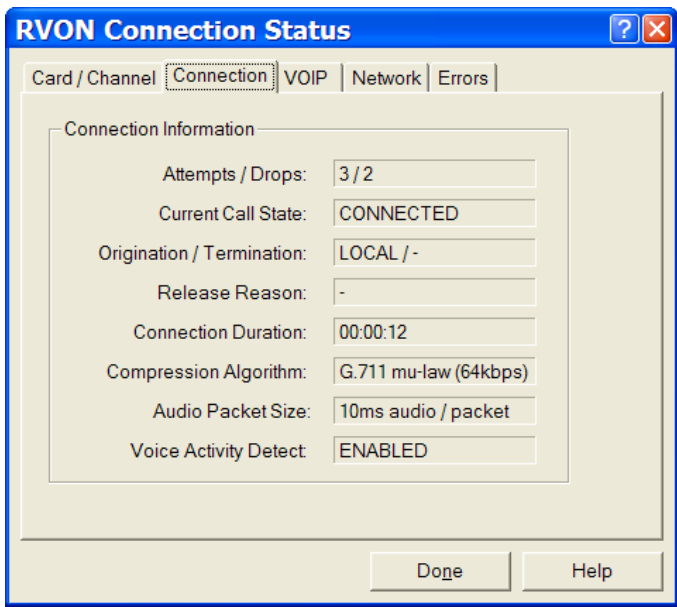 RVON Connection Status
Card / Channel Connection VOIP Network Errors
Connection Information
Attempts / Drops: 3 / 2
Current Call State: CONNECTED
Origination / Termination: LOCAL / -
Release Reason: -
Connection Duration: 00:00:12
Compression Algorithm: G.711 mu-law (64kbps)
Audio Packet Size: 10ms audio / packet
Voice Activity Detect: ENABLED
Done Help